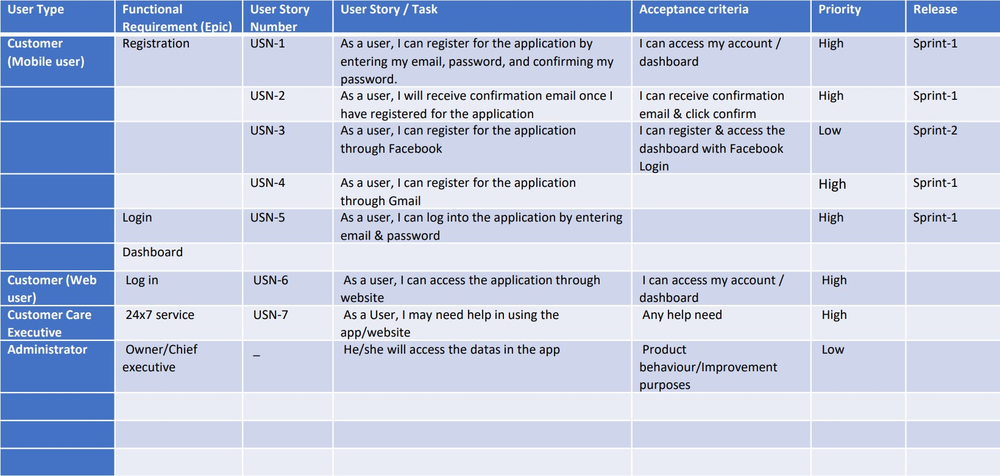 User Type
Functional
Requirement (Epic)
User Story
Number
User Story / Task
Acceptance criteria
Priority
Release
Customer
(Mobile user)
Registration
USN-1
As a user, I can register for the application by
entering my email, password, and confirming my
password.
I can access my account /
dashboard
High
Sprint-1
USN-2
As a user, I will receive confirmation email once I
have registered for the application
I can receive confirmation
email & click confirm
High
Sprint-1
USN-3
As a user, I can register for the application
through Facebook
I can register & access the
dashboard with Facebook
Login
Low
Sprint-2
USN-4
As a user, I can register for the application
through Gmail
High
Sprint-1
Login
USN-5
As a user, I can log into the application by entering
email & password
High
Sprint-1
Dashboard
Customer (Web
user)
Log in
USN-6
As a user, I can access the application through
website
I can access my account /
dashboard
High
Customer Care
Executive
24x7 service
USN-7
As a User, I may need help in using the
app/website
Any help need
High
Administrator
Owner/Chief
executive
_
He/she will access the datas in the app
Product
behaviour/Improvement
purposes
Low